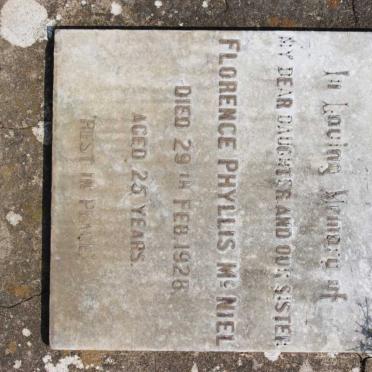 In Loving Memory of
MY DEAR DAUGHTER AND OUR SISTER
FLORENCE PHYLLIS McNIEL
DIED 29TH FEB. 1928.
AGED 25 YEARS.
REST IN PEACE